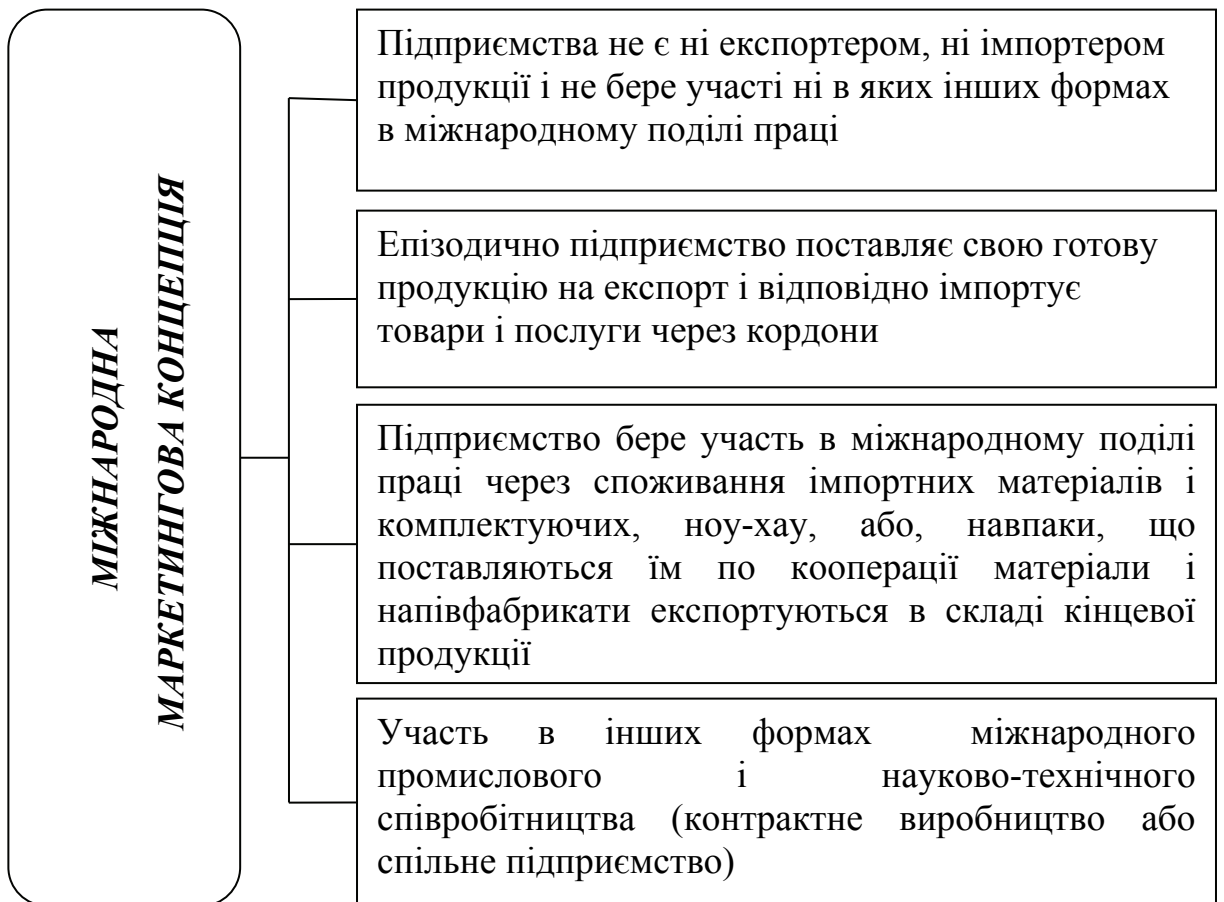 МІЖНАРОДНА
МАРКЕТИНГОВА КОНЦЕПЦІЯ
Підприємства не є ні експортером, ні імпортером
продукції і не бере участі ні в яких інших формах
в міжнародному поділі праці
Епізодично підприємство поставляє свою готову
продукцію на експорт і відповідно імпортує
товари і послуги через кордони
Підприємство бере участь в міжнародному поділі
праці через споживання імпортних матеріалів і
комплектуючих, ноу-хау, або, навпаки, що
поставляються їм по кооперації матеріали і
напівфабрикати експортуються в складі кінцевої
продукції
Участь в інших формах міжнародного
промислового і науково-технічного
співробітництва (контрактне виробництво або
спільне підприємство)